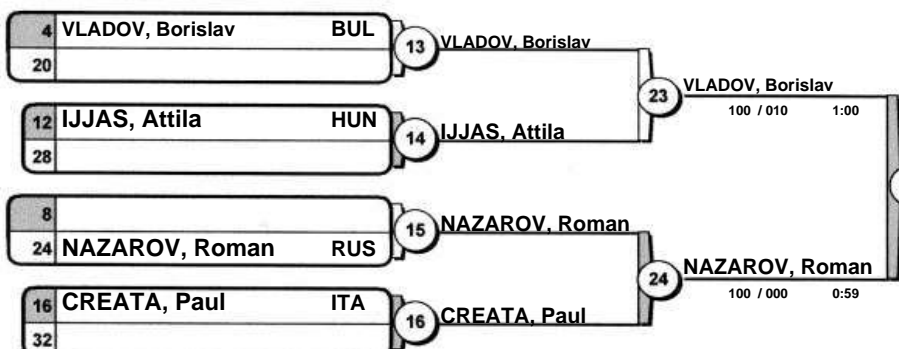 4 VLADOV, Borislav BUL
20
13 VLADOV, Borislav
12 IJJAS, Attila HUN
28
14 IJJAS, Attila
23 VLADOV, Borislav
100 / 010 1:00
8
24 NAZAROV, Roman RUS
15 NAZAROV, Roman
16 CREATA, Paul ITA
32
16 CREATA, Paul
24 NAZAROV, Roman
100 / 000 0:59